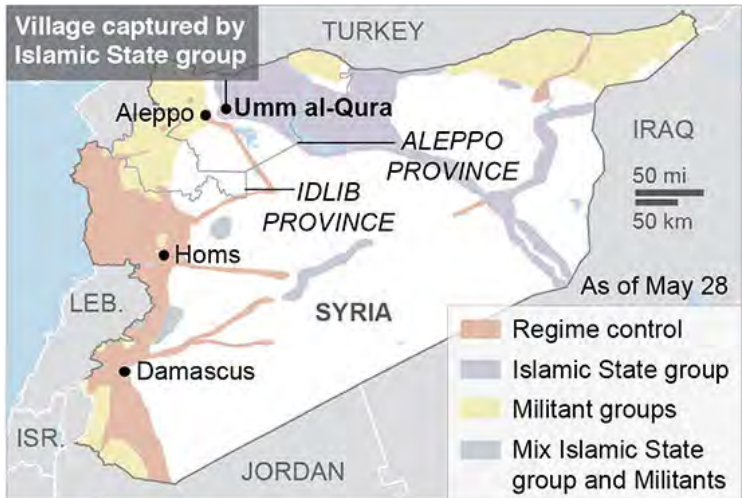 Village captured by
Islamic State group
TURKEY
Aleppo
Umm al-Qura
ALEPPO
PROVINCE
IRAQ
50 mi
50 km
IDLIB
PROVINCE
Homs
As of May 28
LEB.
SYRIA
Regime control
Islamic State group
Militant groups
Mix Islamic State
group and Militants
Damascus
ISR.
JORDAN